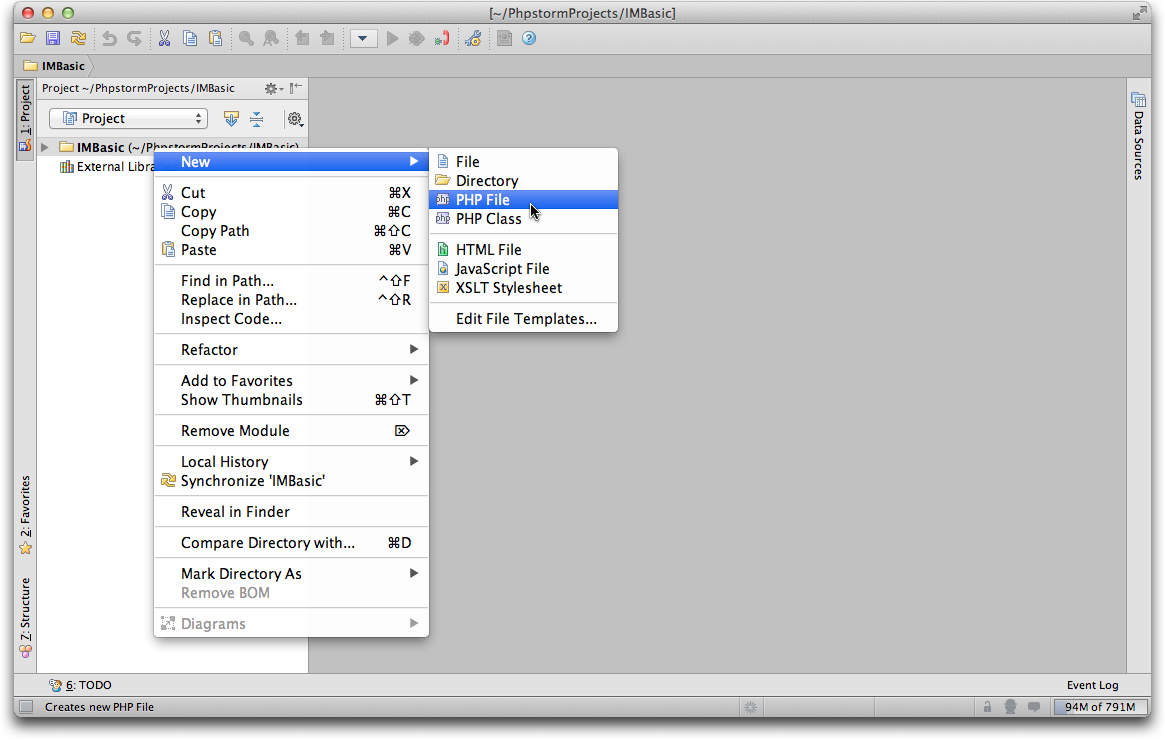 [~/PhpstormProjects/IMBasic]
IMBasic
Project ~/PhpstormProjects/IMBasic
Project
IMBasic (~/PhpstormProjects/IMBasic)
External Libra
1: Project
2: Favorites
7: Structure
New
Cut ⌘X
Copy ⌘C
Copy Path ⌘⇧C
Paste ⌘V
Find in Path... ^⇧F
Replace in Path... ^⇧R
Inspect Code...
Refactor
Add to Favorites
Show Thumbnails ⌘⇧T
Remove Module ⌦
Local History
Synchronize 'IMBasic'
Reveal in Finder
Compare Directory with... ⌘D
Mark Directory As
Remove BOM
Diagrams
File
Directory
php PHP File
php PHP Class
HTML File
JavaScript File
XSLT Stylesheet
Edit File Templates...
Data Sources
6: TODO
Event Log
Creates new PHP File
94M of 791M